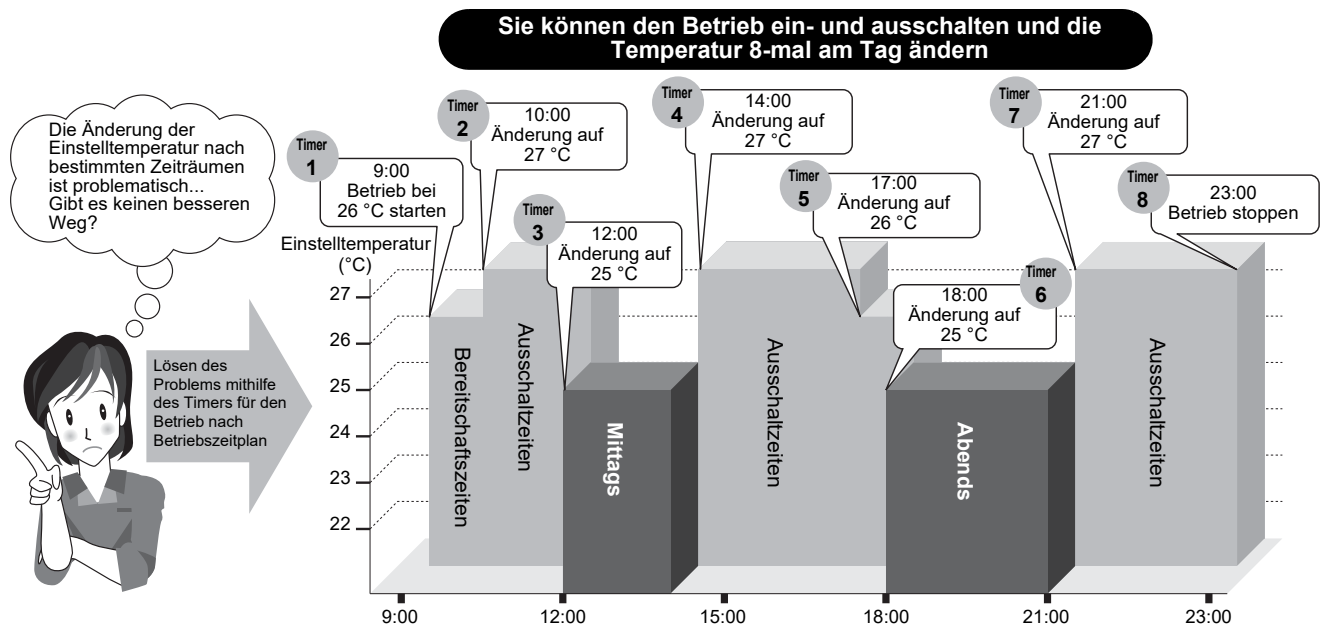 Sie können den Betrieb ein- und ausschalten und die
Temperatur 8-mal am Tag ändern
Die Änderung der
Einstelltemperatur nach
bestimmten Zeiträumen
ist problematisch...
Gibt es keinen besseren
Weg?
Lösen des
Problems mithilfe
des Timers für den
Betrieb nach
Betriebszeitplan
Timer
1
9:00
Betrieb bei
26 °C starten
Timer
2
10:00
Änderung auf
27 °C
Timer
3
12:00
Änderung auf
25 °C
Timer
4
14:00
Änderung auf
27 °C
Timer
5
17:00
Änderung auf
26 °C
Timer
6
18:00
Änderung auf
25 °C
Timer
7
21:00
Änderung auf
27 °C
Timer
8
23:00
Betrieb stoppen
Einstelltemperatur
(°C)
27
26
25
24
23
22
Bereitschaftszeiten
Ausschaltzeiten
Mittags
Ausschaltzeiten
Abends
Ausschaltzeiten
9:00
12:00
15:00
18:00
21:00
23:00